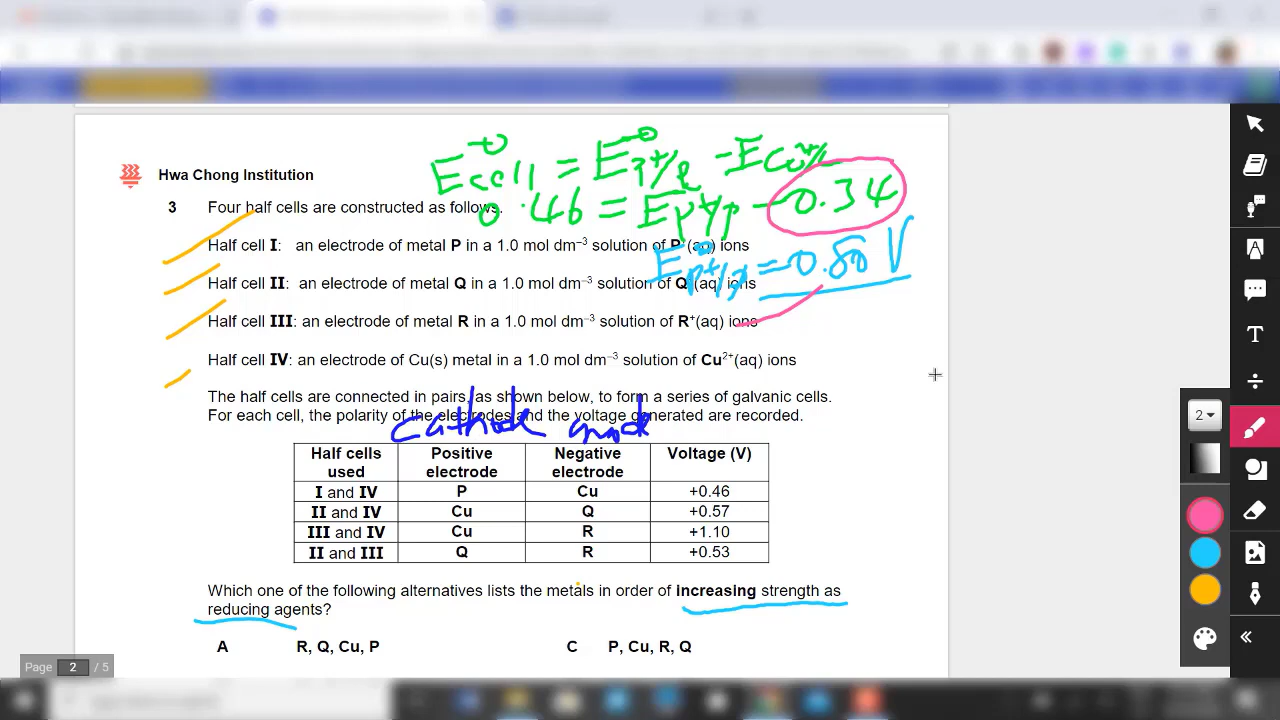 Hwa Chong Institution
E cell = E P+/P - E Cu2+/
0.46 = E P+/P - 0.34
3 Four half cells are constructed as follows.
Half cell I: an electrode of metal P in a 1.0 mol dm⁻³ solution of P⁺(aq) ions
E P+/P = 0.80 V
Half cell II: an electrode of metal Q in a 1.0 mol dm⁻³ solution of Q⁺(aq) ions
Half cell III: an electrode of metal R in a 1.0 mol dm⁻³ solution of R⁺(aq) ions
Half cell IV: an electrode of Cu(s) metal in a 1.0 mol dm⁻³ solution of Cu²⁺(aq) ions
The half cells are connected in pairs, as shown below, to form a series of galvanic cells.
For each cell, the polarity of the electrodes and the voltage generated are recorded.
cathode anode
Half cells used Positive electrode Negative electrode Voltage (V)
I and IV P Cu +0.46
II and IV Cu Q +0.57
III and IV Cu R +1.10
II and III Q R +0.53
Which one of the following alternatives lists the metals in order of increasing strength as
reducing agents?
A R, Q, Cu, P C P, Cu, R, Q
Page 2 / 5
2
T